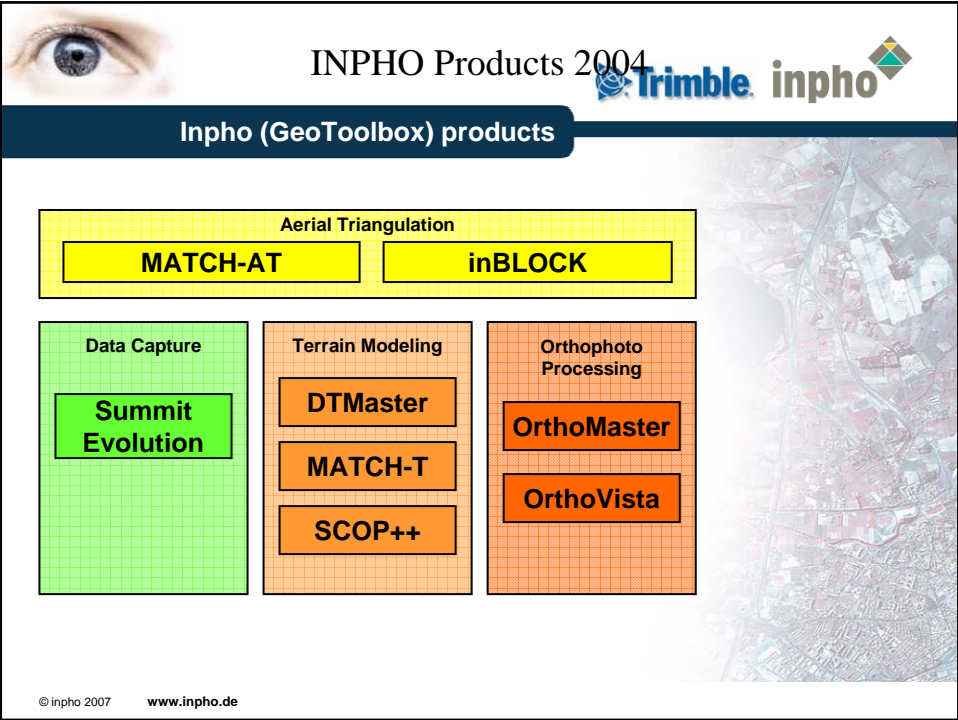 INPHO Products 2004
Trimble.
inpho
Inpho (GeoToolbox) products
Aerial Triangulation
MATCH-AT
inBLOCK
Data Capture
Summit
Evolution
Terrain Modeling
DTMaster
MATCH-T
SCOP++
Orthophoto
Processing
OrthoMaster
OrthoVista
© inpho 2007 www.inpho.de